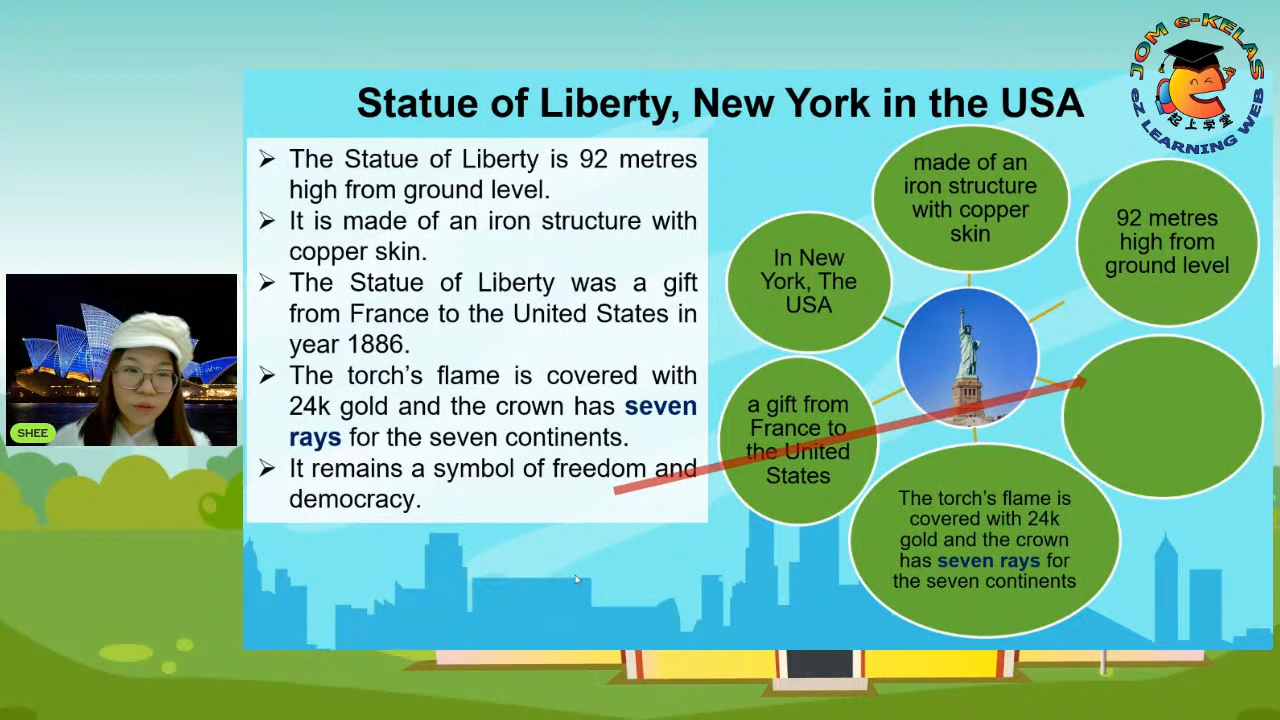 JOM e-KELAS
起上学堂
eZ LEARNING WEB
Statue of Liberty, New York in the USA
➢ The Statue of Liberty is 92 metres
high from ground level.
➢ It is made of an iron structure with
copper skin.
➢ The Statue of Liberty was a gift
from France to the United States in
year 1886.
➢ The torch’s flame is covered with
24k gold and the crown has seven
rays for the seven continents.
➢ It remains a symbol of freedom and
democracy.
made of an
iron structure
with copper
skin
92 metres
high from
ground level
In New
York, The
USA
a gift from
France to
the United
States
The torch’s flame is
covered with 24k
gold and the crown
has seven rays for
the seven continents
SHEE